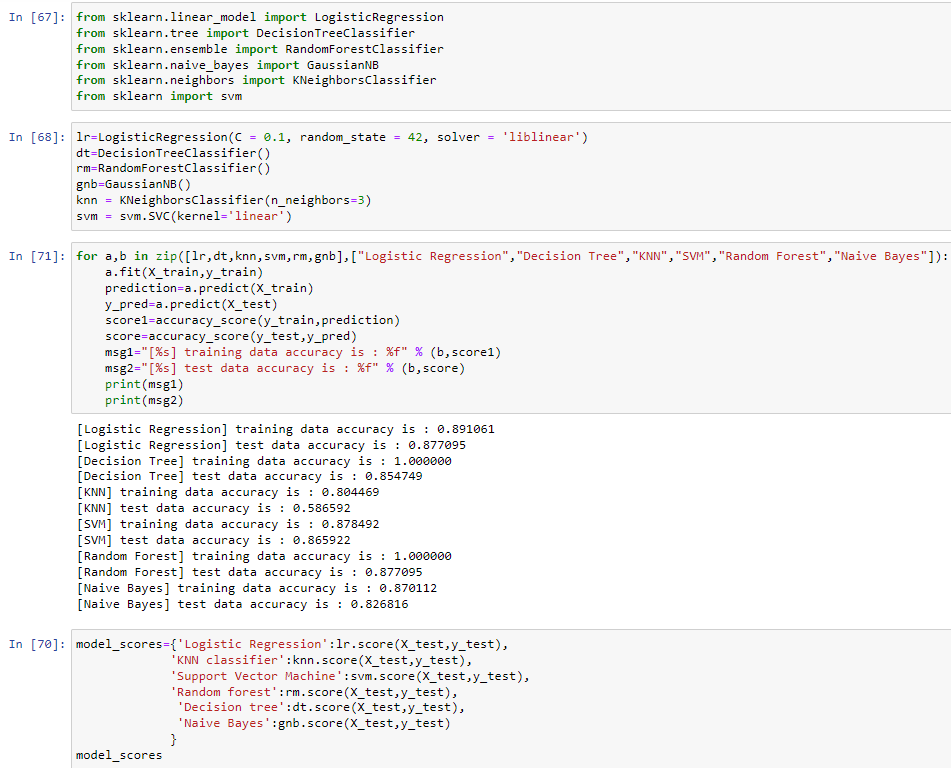 In [67]: from sklearn.linear_model import LogisticRegression
from sklearn.tree import DecisionTreeClassifier
from sklearn.ensemble import RandomForestClassifier
from sklearn.naive_bayes import GaussianNB
from sklearn.neighbors import KNeighborsClassifier
from sklearn import svm
In [68]: lr=LogisticRegression(C = 0.1, random_state = 42, solver = 'liblinear')
dt=DecisionTreeClassifier()
rm=RandomForestClassifier()
gnb=GaussianNB()
knn = KNeighborsClassifier(n_neighbors=3)
svm = svm.SVC(kernel='linear')
In [71]: for a,b in zip([lr,dt,knn,svm,rm,gnb],["Logistic Regression","Decision Tree","KNN","SVM","Random Forest","Naive Bayes"]):
    a.fit(X_train,y_train)
    prediction=a.predict(X_train)
    y_pred=a.predict(X_test)
    score1=accuracy_score(y_train,prediction)
    score=accuracy_score(y_test,y_pred)
    msg1="[%s] training data accuracy is : %f" % (b,score1)
    msg2="[%s] test data accuracy is : %f" % (b,score)
    print(msg1)
    print(msg2)
[Logistic Regression] training data accuracy is : 0.891061
[Logistic Regression] test data accuracy is : 0.877095
[Decision Tree] training data accuracy is : 1.000000
[Decision Tree] test data accuracy is : 0.854749
[KNN] training data accuracy is : 0.804469
[KNN] test data accuracy is : 0.586592
[SVM] training data accuracy is : 0.878492
[SVM] test data accuracy is : 0.865922
[Random Forest] training data accuracy is : 1.000000
[Random Forest] test data accuracy is : 0.877095
[Naive Bayes] training data accuracy is : 0.870112
[Naive Bayes] test data accuracy is : 0.826816
In [70]: model_scores={'Logistic Regression':lr.score(X_test,y_test),
             'KNN classifier':knn.score(X_test,y_test),
             'Support Vector Machine':svm.score(X_test,y_test),
             'Random forest':rm.score(X_test,y_test),
              'Decision tree':dt.score(X_test,y_test),
              'Naive Bayes':gnb.score(X_test,y_test)
             }
model_scores